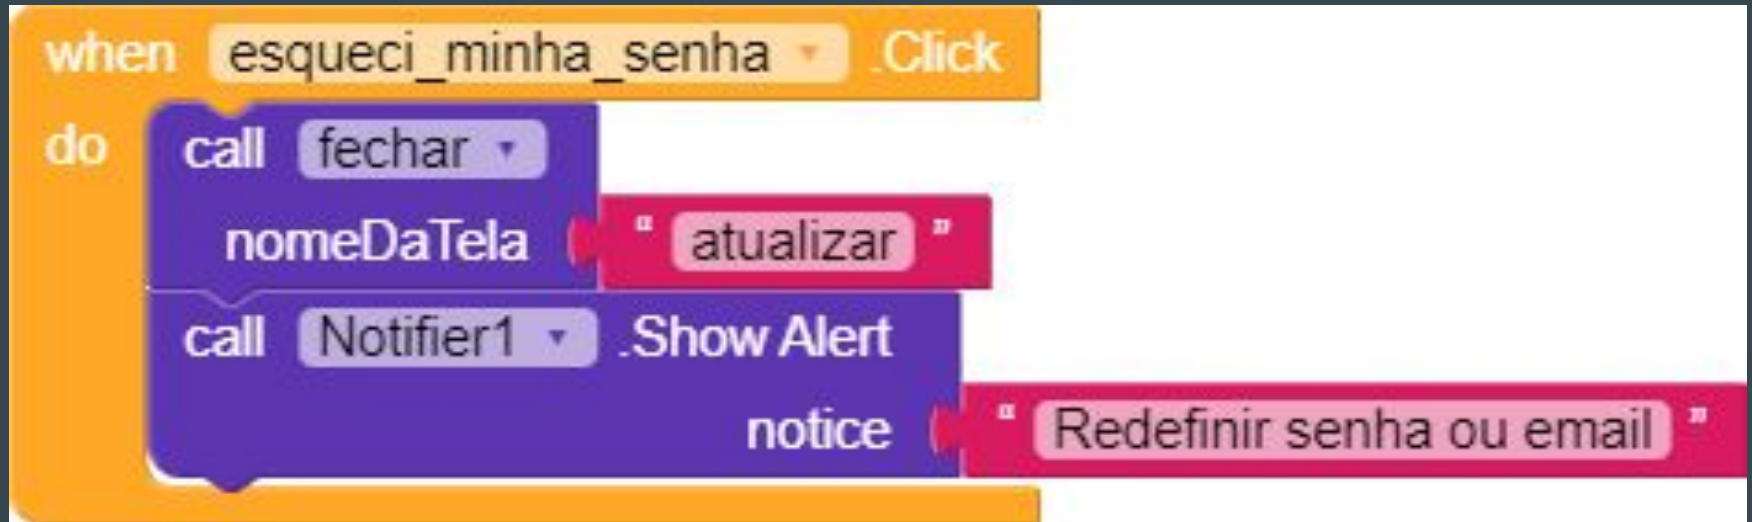 when esqueci_minha_senha .Click
do call fechar
nomeDaTela “ atualizar ”
call Notifier1 .Show Alert
notice “ Redefinir senha ou email ”